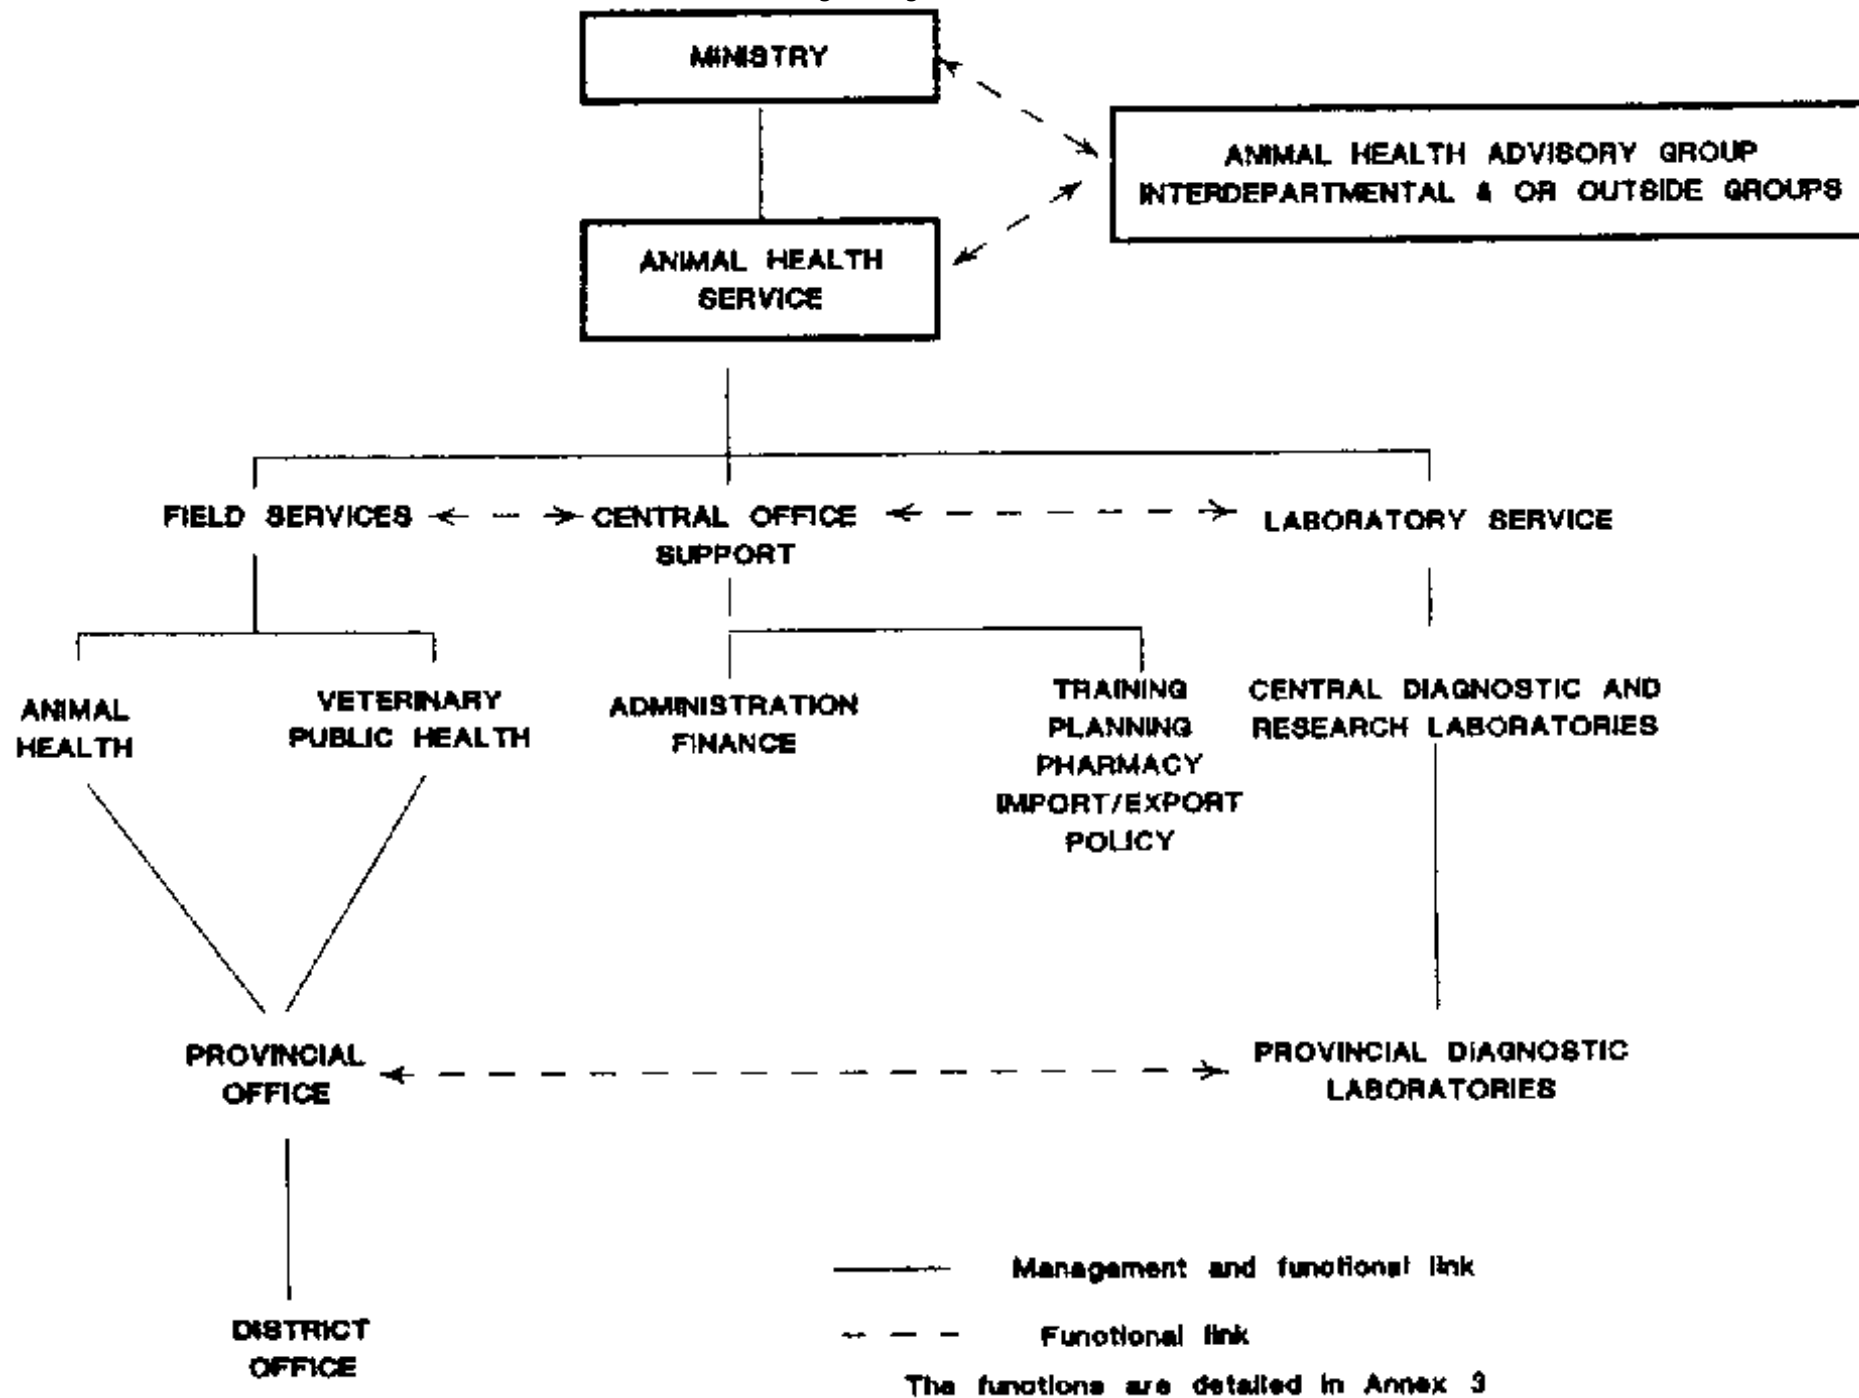 MINISTRY
ANIMAL HEALTH ADVISORY GROUP
INTERDEPARTMENTAL & OR OUTSIDE GROUPS
ANIMAL HEALTH
SERVICE
FIELD SERVICES
CENTRAL OFFICE
SUPPORT
LABORATORY SERVICE
ANIMAL
HEALTH
VETERINARY
PUBLIC HEALTH
ADMINISTRATION
FINANCE
TRAINING
PLANNING
PHARMACY
IMPORT/EXPORT
POLICY
CENTRAL DIAGNOSTIC AND
RESEARCH LABORATORIES
PROVINCIAL
OFFICE
PROVINCIAL DIAGNOSTIC
LABORATORIES
DISTRICT
OFFICE
Management and functional link
Functional link
The functions are detailed in Annex 3